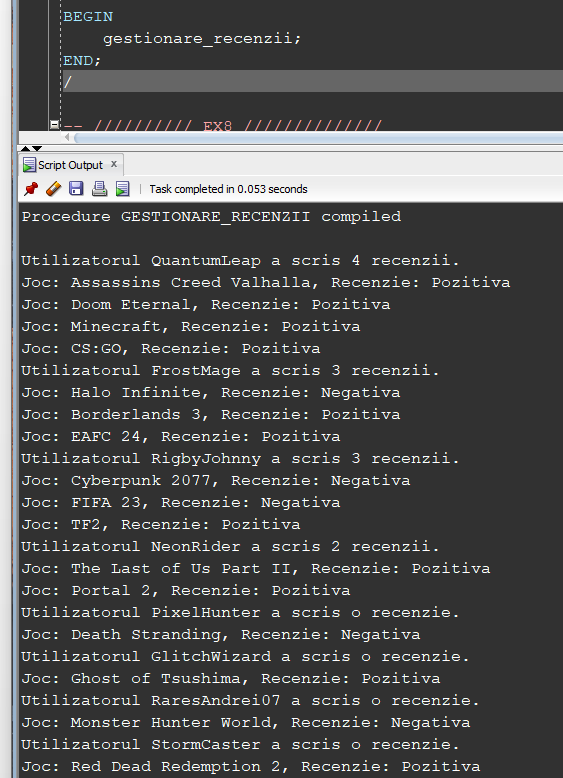 BEGIN
gestionare_recenzii;
END;
/
-- ////////// EX8 //////////////
Script Output x
Task completed in 0.053 seconds
Procedure GESTIONARE_RECENZII compiled
Utilizatorul QuantumLeap a scris 4 recenzii.
Joc: Assassins Creed Valhalla, Recenzie: Pozitiva
Joc: Doom Eternal, Recenzie: Pozitiva
Joc: Minecraft, Recenzie: Pozitiva
Joc: CS:GO, Recenzie: Pozitiva
Utilizatorul FrostMage a scris 3 recenzii.
Joc: Halo Infinite, Recenzie: Negativa
Joc: Borderlands 3, Recenzie: Pozitiva
Joc: EAFC 24, Recenzie: Pozitiva
Utilizatorul RigbyJohnny a scris 3 recenzii.
Joc: Cyberpunk 2077, Recenzie: Negativa
Joc: FIFA 23, Recenzie: Negativa
Joc: TF2, Recenzie: Pozitiva
Utilizatorul NeonRider a scris 2 recenzii.
Joc: The Last of Us Part II, Recenzie: Pozitiva
Joc: Portal 2, Recenzie: Pozitiva
Utilizatorul PixelHunter a scris o recenzie.
Joc: Death Stranding, Recenzie: Negativa
Utilizatorul GlitchWizard a scris o recenzie.
Joc: Ghost of Tsushima, Recenzie: Pozitiva
Utilizatorul RaresAndrei07 a scris o recenzie.
Joc: Monster Hunter World, Recenzie: Negativa
Utilizatorul StormCaster a scris o recenzie.
Joc: Red Dead Redemption 2, Recenzie: Pozitiva